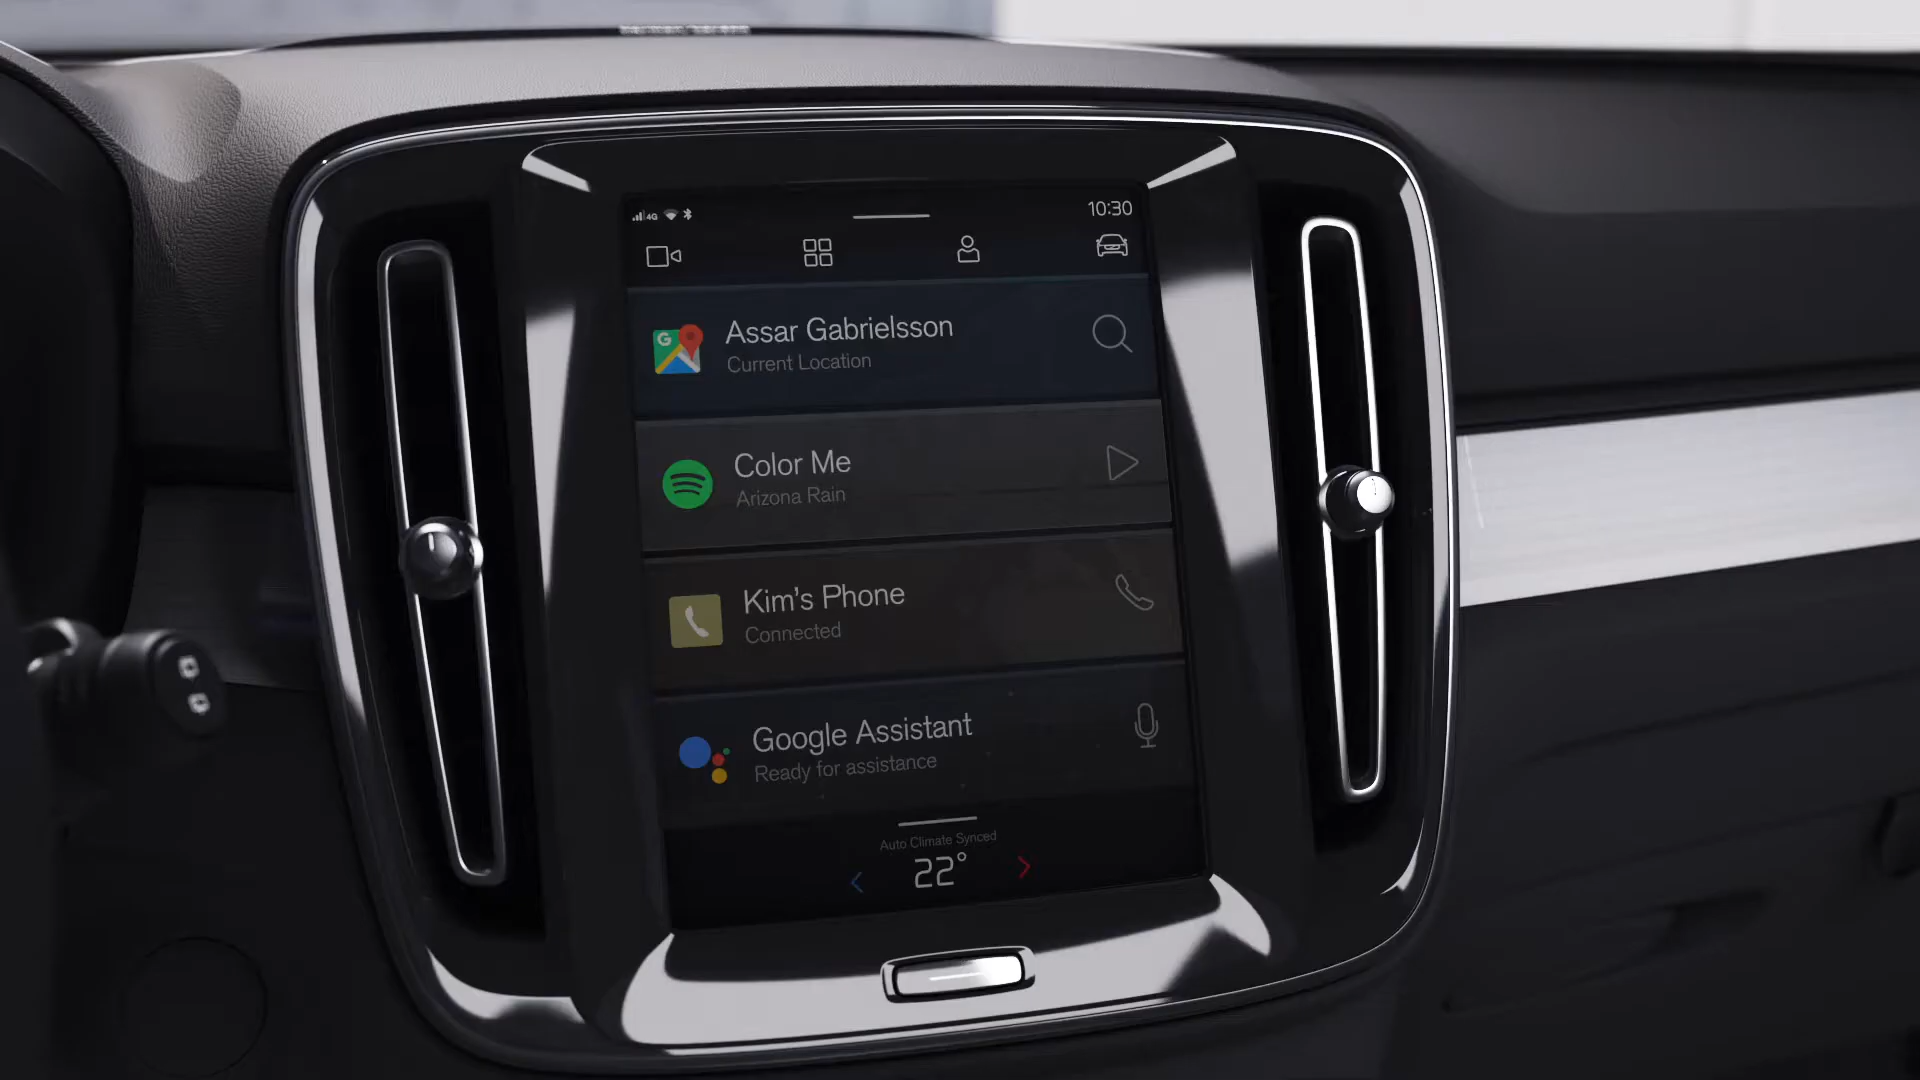 4G
10:30
Assar Gabrielsson
Current Location
G
Color Me
Arizona Rain
Kim's Phone
Connected
Google Assistant
Ready for assistance
Auto Climate Synced
22°